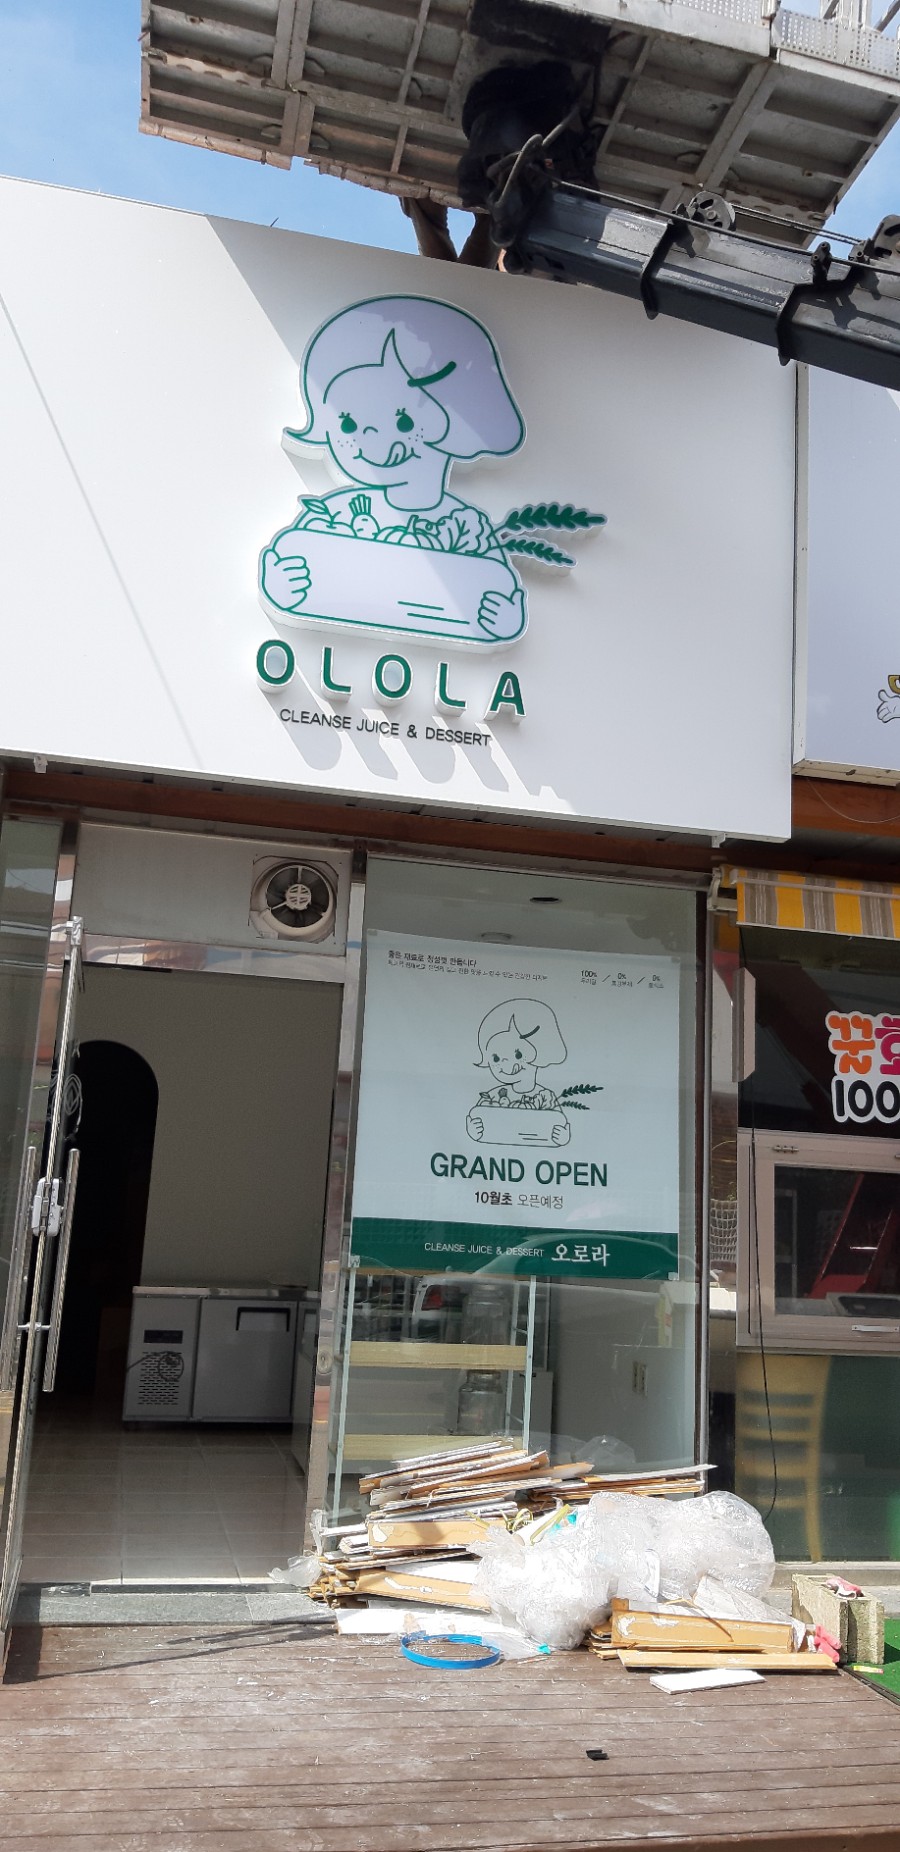 OLOLA
CLEANSE JUICE & DESSERT
좋은 재료로 정성껏 만듭니다
100% / 0% / 0%
GRAND OPEN
10월초 오픈예정
CLEANSE JUICE & DESSERT 오로라
100